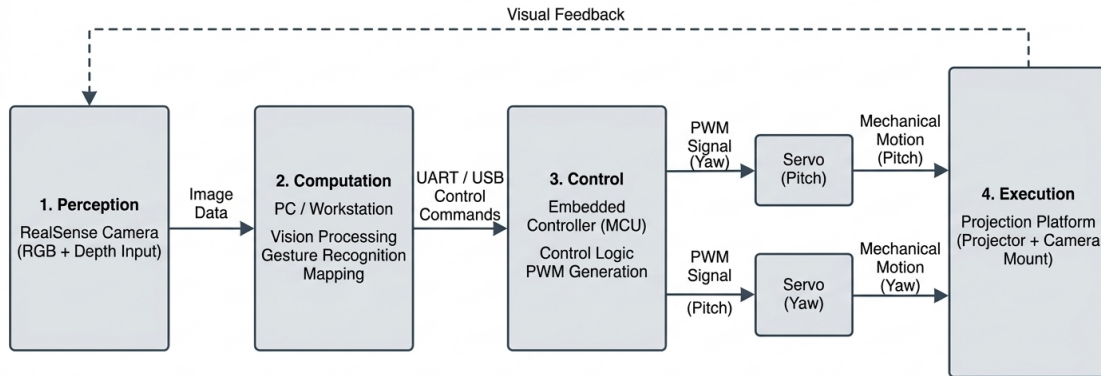 Visual Feedback
1. Perception
RealSense Camera
(RGB + Depth Input)
Image
Data
2. Computation
PC / Workstation
Vision Processing
Gesture Recognition
Mapping
UART / USB
Control
Commands
3. Control
Embedded
Controller (MCU)
Control Logic
PWM Generation
PWM
Signal
(Yaw)
Servo
(Pitch)
Mechanical
Motion
(Pitch)
PWM
Signal
(Pitch)
Servo
(Yaw)
Mechanical
Motion
(Yaw)
4. Execution
Projection Platform
(Projector + Camera
Mount)